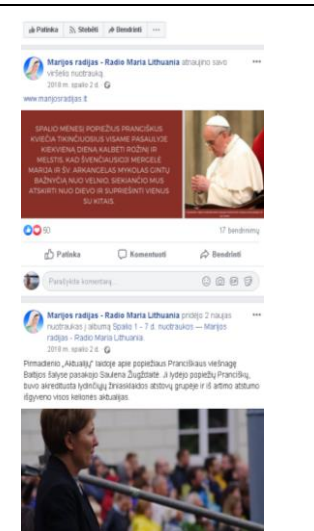 Patinka Stebėti Bendrinti ...
Marijos radijas - Radio Maria Lithuania atnaujino savo
viršelio nuotrauką.
2018 m. spalio 2 d.
www.marijosradijas.lt
SPALIO MĖNESĮ POPIEŽIUS PRANCIŠKUS
KVIEČIA TIKINČIUOSIUS VISAME PASAULYJE
KIEKVIENĄ DIENĄ KALBĖTI ROŽINĮ IR
MELSTIS, KAD ŠVENČIAUSIOJI MERGELĖ
MARIJA IR ŠV. ARKANGELAS MYKOLAS GINTŲ
BAŽNYČIĄ NUO VELNIO, SIEKIANČIO MUS
ATSKIRTI NUO DIEVO IR SUPRIEŠINTI VIENUS
SU KITAIS.
17 bendrinimų
Patinka Komentuoti Bendrinti
Parašykite komentarą...
Marijos radijas - Radio Maria Lithuania pridėjo 2 naujas
nuotraukas į albumą Spalio 1 - 7 d. nuotraukos — Marijos
radijas - Radio Maria Lithuania.
2018 m. spalio 2 d.
Pirmadienio „Aktualijų" laidoje apie popiežiaus Pranciškaus viešnagę
Baltijos šalyse pasakojo Saulena Žiugždaitė. Ji lydėjo popiežių Pranciškų,
buvo akredituota lydinčiųjų žiniasklaidos atstovų grupėje ir iš artimo atstumo
išgyveno visos kelionės aktualijas.